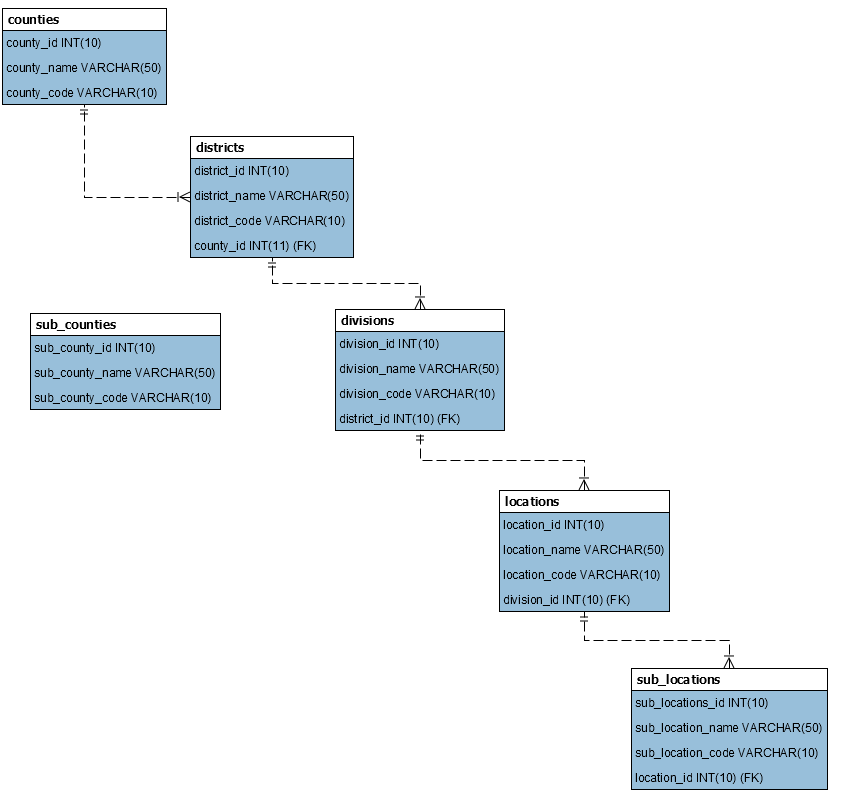 counties
county_id INT(10)
county_name VARCHAR(50)
county_code VARCHAR(10)
districts
district_id INT(10)
district_name VARCHAR(50)
district_code VARCHAR(10)
county_id INT(11) (FK)
sub_counties
sub_county_id INT(10)
sub_county_name VARCHAR(50)
sub_county_code VARCHAR(10)
divisions
division_id INT(10)
division_name VARCHAR(50)
division_code VARCHAR(10)
district_id INT(10) (FK)
locations
location_id INT(10)
location_name VARCHAR(50)
location_code VARCHAR(10)
division_id INT(10) (FK)
sub_locations
sub_locations_id INT(10)
sub_location_name VARCHAR(50)
sub_location_code VARCHAR(10)
location_id INT(10) (FK)